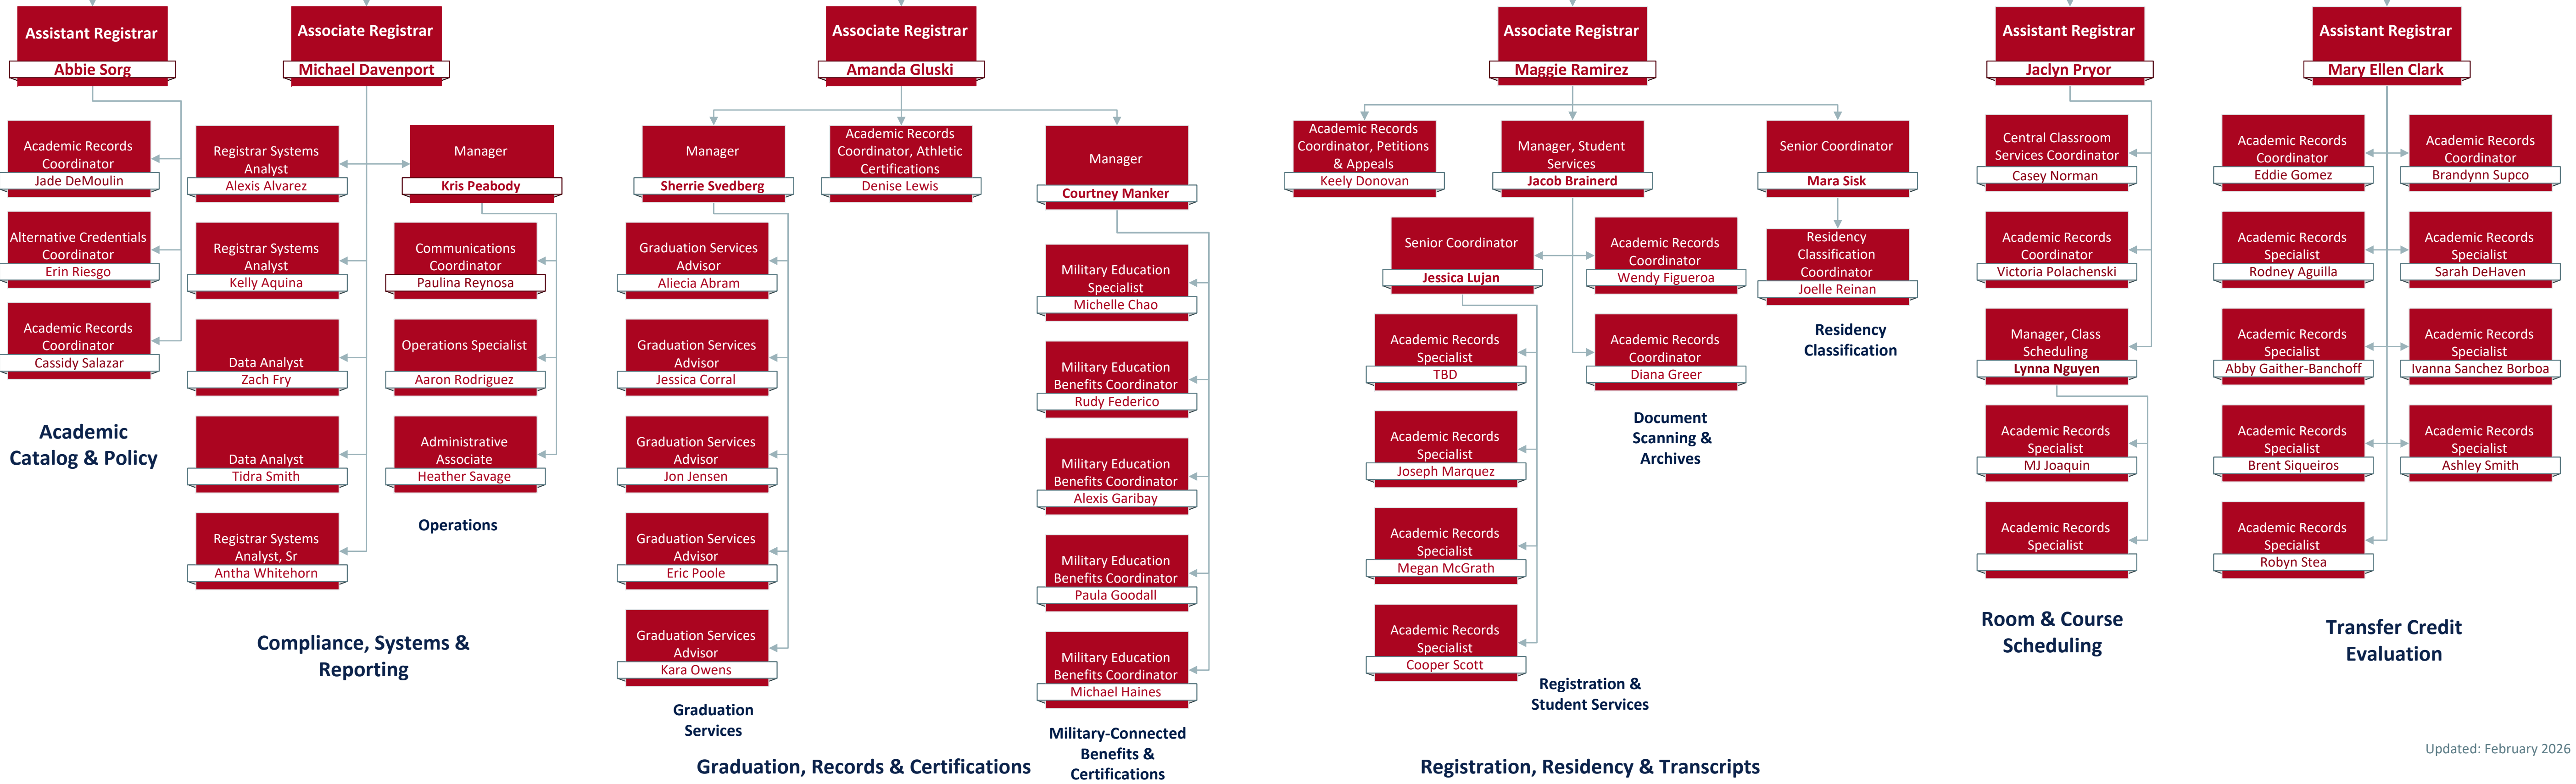 Assistant Registrar
Abbie Sorg
Academic Records
Coordinator
Jade DeMoulin
Alternative Credentials
Coordinator
Erin Riesgo
Academic Records
Coordinator
Cassidy Salazar
Academic
Catalog & Policy
Associate Registrar
Michael Davenport
Registrar Systems
Analyst
Alexis Alvarez
Registrar Systems
Analyst
Kelly Aquina
Data Analyst
Zach Fry
Data Analyst
Tidra Smith
Registrar Systems
Analyst, Sr
Antha Whitehorn
Manager
Kris Peabody
Communications
Coordinator
Paulina Reynosa
Operations Specialist
Aaron Rodriguez
Administrative
Associate
Heather Savage
Operations
Compliance, Systems &
Reporting
Associate Registrar
Amanda Gluski
Manager
Sherrie Svedberg
Graduation Services
Advisor
Aliecia Abram
Graduation Services
Advisor
Jessica Corral
Graduation Services
Advisor
Jon Jensen
Graduation Services
Advisor
Eric Poole
Graduation Services
Advisor
Kara Owens
Graduation
Services
Academic Records
Coordinator, Athletic
Certifications
Denise Lewis
Manager
Courtney Manker
Military Education
Specialist
Michelle Chao
Military Education
Benefits Coordinator
Rudy Federico
Military Education
Benefits Coordinator
Alexis Garibay
Military Education
Benefits Coordinator
Paula Goodall
Military Education
Benefits Coordinator
Michael Haines
Military-Connected
Benefits &
Certifications
Graduation, Records & Certifications
Associate Registrar
Maggie Ramirez
Academic Records
Coordinator, Petitions
& Appeals
Keely Donovan
Manager, Student
Services
Jacob Brainerd
Senior Coordinator
Jessica Lujan
Academic Records
Specialist
TBD
Academic Records
Specialist
Joseph Marquez
Academic Records
Specialist
Megan McGrath
Academic Records
Specialist
Cooper Scott
Registration &
Student Services
Academic Records
Coordinator
Wendy Figueroa
Academic Records
Coordinator
Diana Greer
Document
Scanning &
Archives
Senior Coordinator
Mara Sisk
Residency
Classification
Coordinator
Joelle Reinan
Residency
Classification
Registration, Residency & Transcripts
Assistant Registrar
Jaclyn Pryor
Central Classroom
Services Coordinator
Casey Norman
Academic Records
Coordinator
Victoria Polachenski
Manager, Class
Scheduling
Lynna Nguyen
Academic Records
Specialist
MJ Joaquin
Academic Records
Specialist
Room & Course
Scheduling
Assistant Registrar
Mary Ellen Clark
Academic Records
Coordinator
Eddie Gomez
Academic Records
Coordinator
Brandynn Supco
Academic Records
Specialist
Rodney Aguilla
Academic Records
Specialist
Sarah DeHaven
Academic Records
Specialist
Abby Gaither-Banchoff
Academic Records
Specialist
Ivanna Sanchez Borboa
Academic Records
Specialist
Brent Siqueiros
Academic Records
Specialist
Ashley Smith
Academic Records
Specialist
Robyn Stea
Transfer Credit
Evaluation
Updated: February 2026